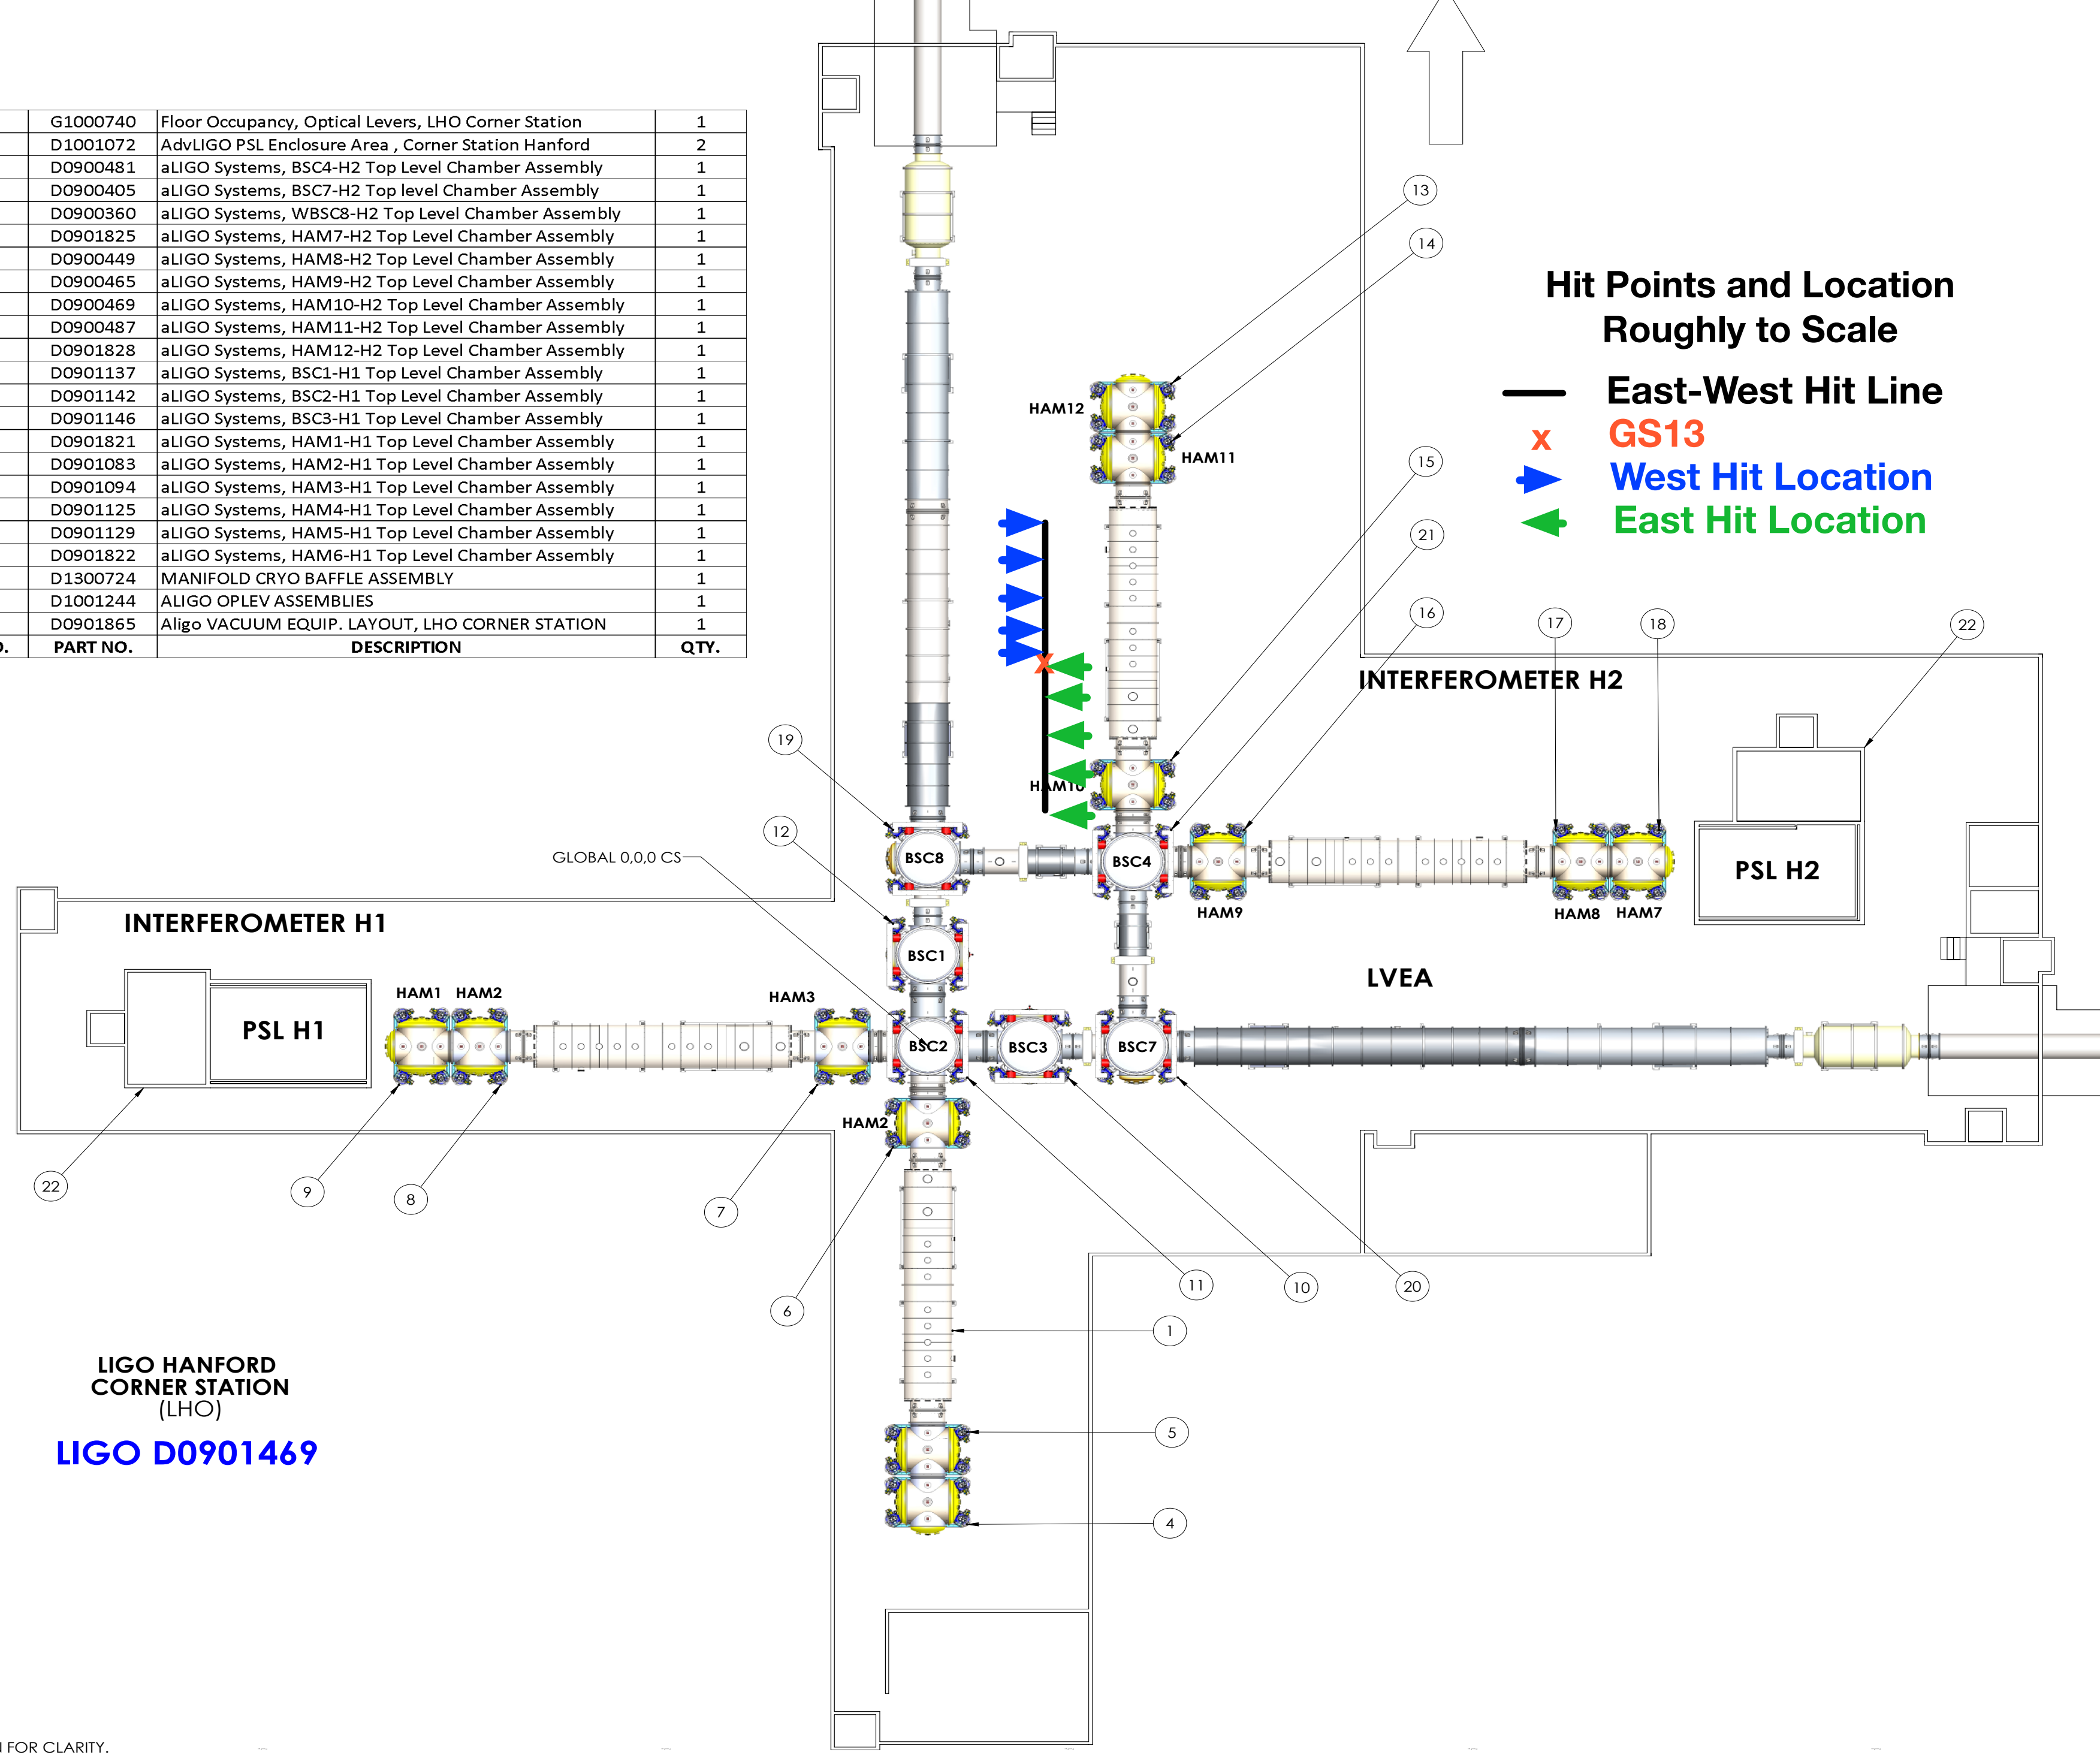 G1000740 Floor Occupancy, Optical Levers, LHO Corner Station 1
D1001072 AdvLIGO PSL Enclosure Area , Corner Station Hanford 2
D0900481 aLIGO Systems, BSC4-H2 Top Level Chamber Assembly 1
D0900405 aLIGO Systems, BSC7-H2 Top level Chamber Assembly 1
D0900360 aLIGO Systems, WBSC8-H2 Top Level Chamber Assembly 1
D0901825 aLIGO Systems, HAM7-H2 Top Level Chamber Assembly 1
D0900449 aLIGO Systems, HAM8-H2 Top Level Chamber Assembly 1
D0900465 aLIGO Systems, HAM9-H2 Top Level Chamber Assembly 1
D0900469 aLIGO Systems, HAM10-H2 Top Level Chamber Assembly 1
D0900487 aLIGO Systems, HAM11-H2 Top Level Chamber Assembly 1
D0901828 aLIGO Systems, HAM12-H2 Top Level Chamber Assembly 1
D0901137 aLIGO Systems, BSC1-H1 Top Level Chamber Assembly 1
D0901142 aLIGO Systems, BSC2-H1 Top Level Chamber Assembly 1
D0901146 aLIGO Systems, BSC3-H1 Top Level Chamber Assembly 1
D0901821 aLIGO Systems, HAM1-H1 Top Level Chamber Assembly 1
D0901083 aLIGO Systems, HAM2-H1 Top Level Chamber Assembly 1
D0901094 aLIGO Systems, HAM3-H1 Top Level Chamber Assembly 1
D0901125 aLIGO Systems, HAM4-H1 Top Level Chamber Assembly 1
D0901129 aLIGO Systems, HAM5-H1 Top Level Chamber Assembly 1
D0901822 aLIGO Systems, HAM6-H1 Top Level Chamber Assembly 1
D1300724 MANIFOLD CRYO BAFFLE ASSEMBLY 1
D1001244 ALIGO OPLEV ASSEMBLIES 1
D0901865 Aligo VACUUM EQUIP. LAYOUT, LHO CORNER STATION 1
PART NO. DESCRIPTION QTY.
13
14
Hit Points and Location
Roughly to Scale
East-West Hit Line
x GS13
West Hit Location
East Hit Location
HAM12
HAM11
15
21
16
17
18
22
x
INTERFEROMETER H2
19
HAM10
12
GLOBAL 0,0,0 CS
BSC8
BSC4
PSL H2
HAM9
HAM8
HAM7
INTERFEROMETER H1
BSC1
LVEA
HAM1
HAM2
HAM3
PSL H1
BSC2
BSC3
BSC7
HAM2
22
9
8
7
6
11
10
20
1
LIGO HANFORD
CORNER STATION
(LHO)
LIGO D0901469
5
4
FOR CLARITY.